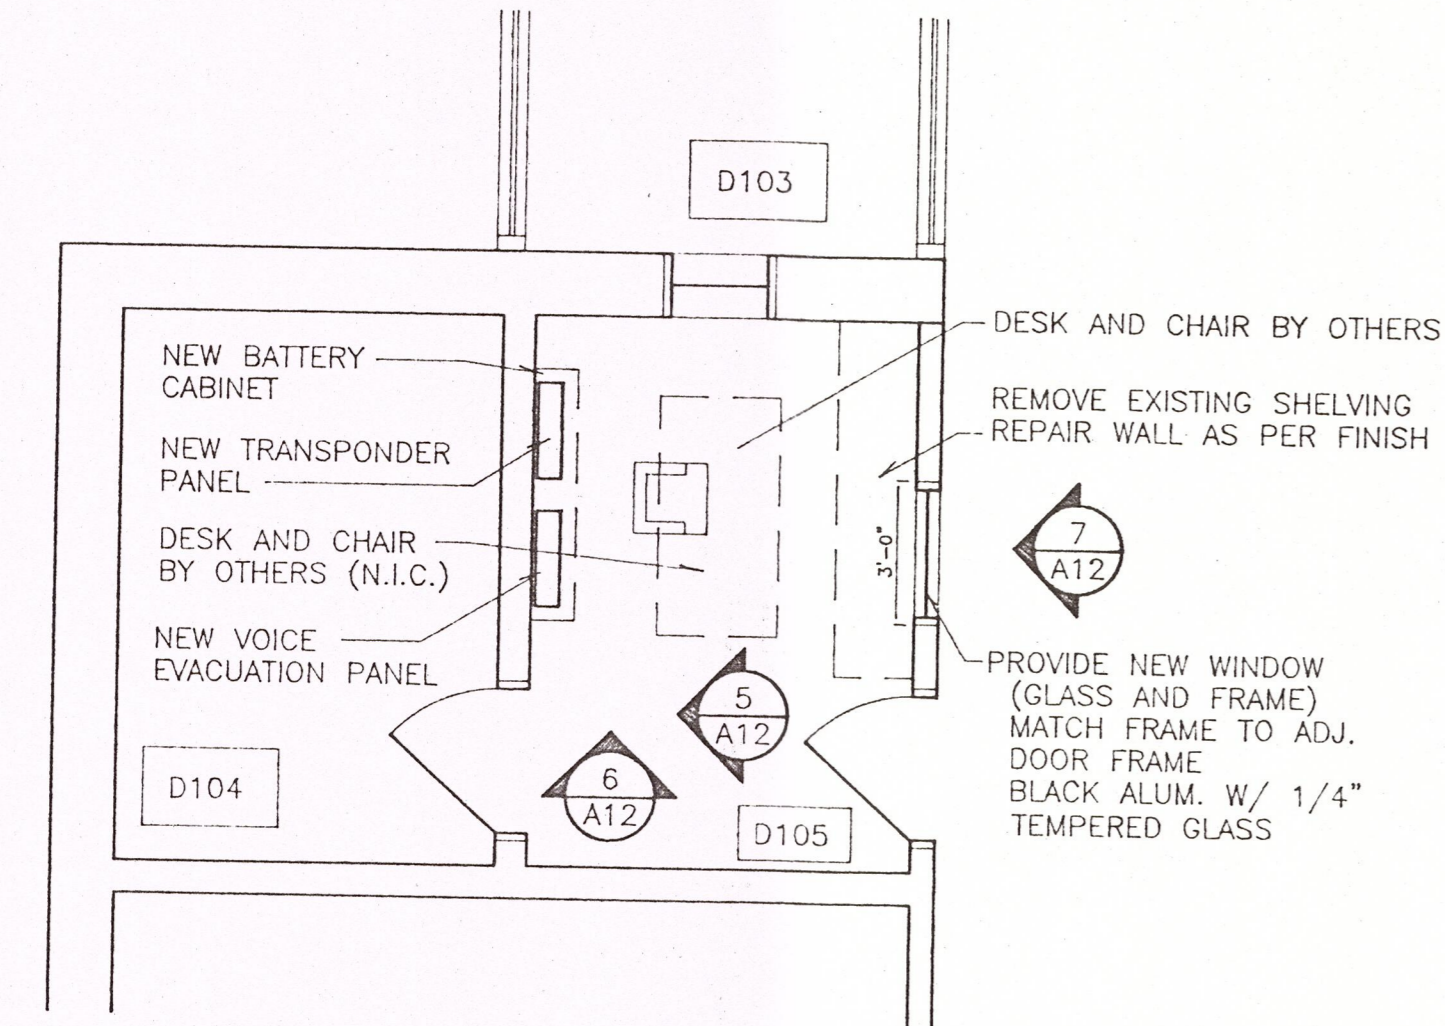 D103
NEW BATTERY
CABINET
NEW TRANSPONDER
PANEL
DESK AND CHAIR
BY OTHERS (N.I.C.)
NEW VOICE
EVACUATION PANEL
D104
DESK AND CHAIR BY OTHERS
REMOVE EXISTING SHELVING
REPAIR WALL AS PER FINISH
3'-0"
7
A12
5
A12
6
A12
D105
PROVIDE NEW WINDOW
(GLASS AND FRAME)
MATCH FRAME TO ADJ.
DOOR FRAME
BLACK ALUM. W/ 1/4"
TEMPERED GLASS